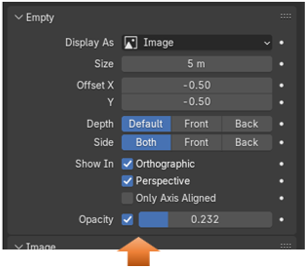 Empty
Display As Image
Size 5 m
Offset X -0.50
Y -0.50
Depth Default Front Back
Side Both Front Back
Show In Orthographic
Perspective
Only Axis Aligned
Opacity 0.232
Image